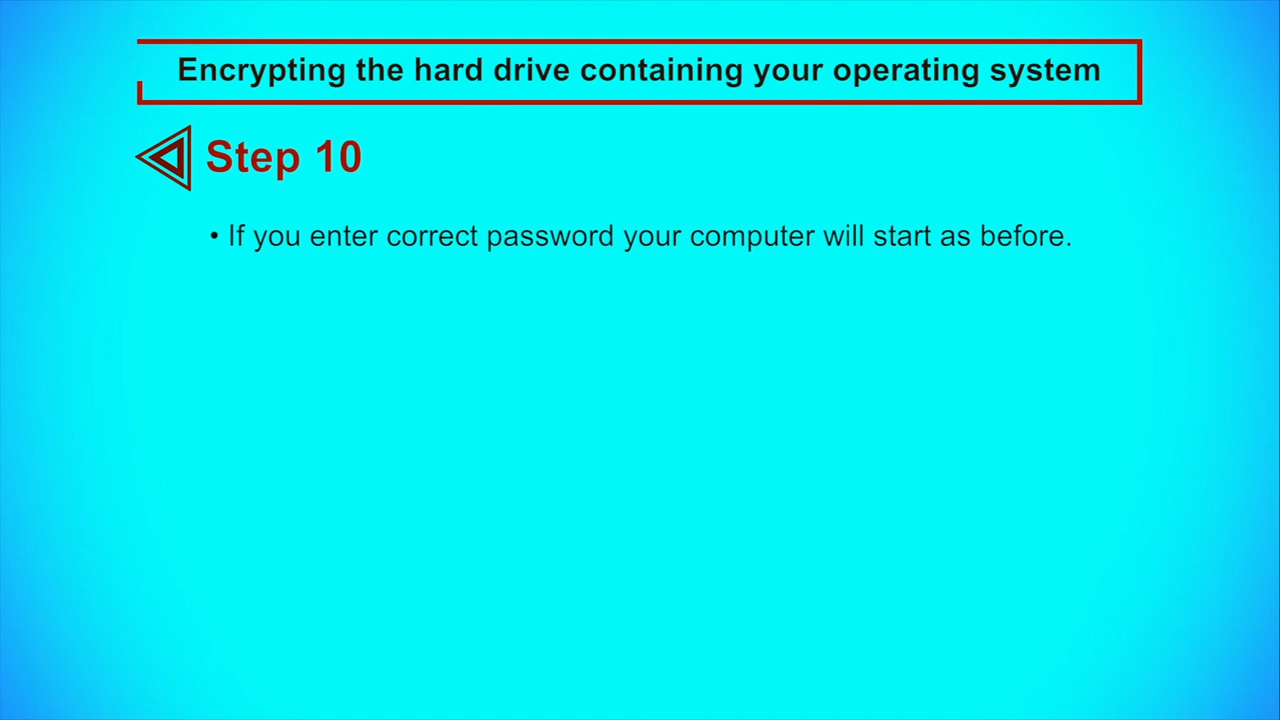 Encrypting the hard drive containing your operating system
Step 10
• If you enter correct password your computer will start as before.